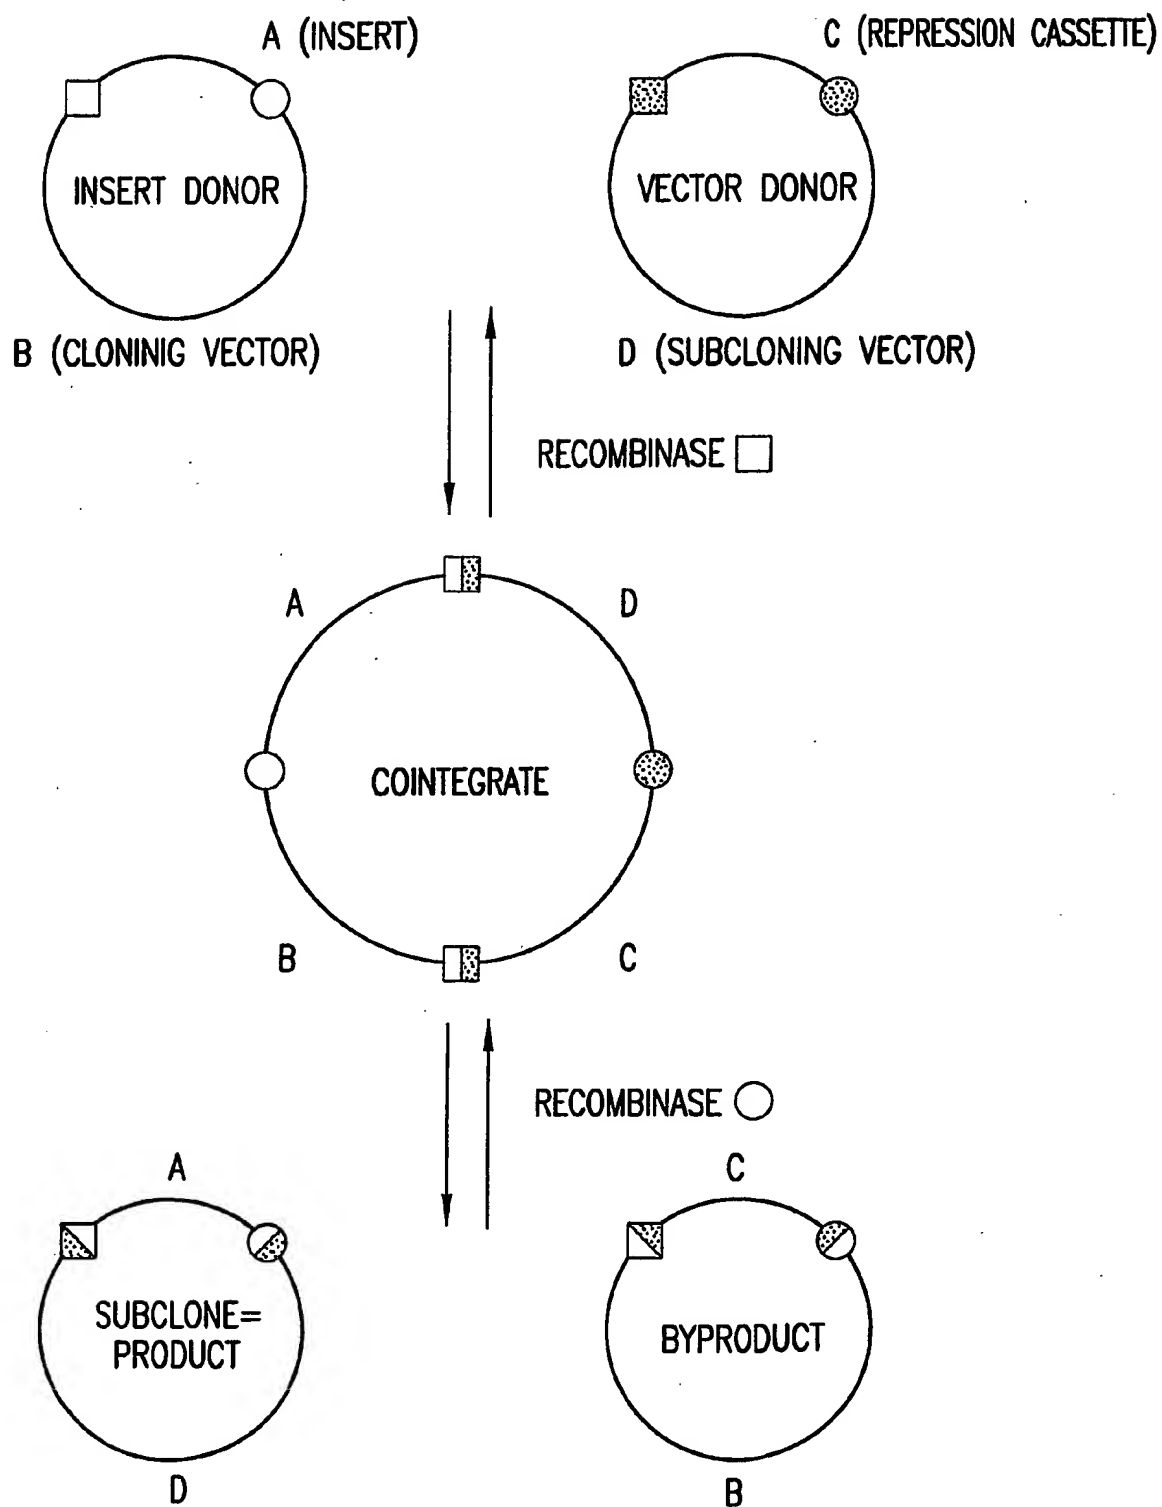 A (INSERT)
C (REPRESSION CASSETTE)
INSERT DONOR
VECTOR DONOR
B (CLONINIG VECTOR)
D (SUBCLONING VECTOR)
RECOMBINASE
A
D
COINTEGRATE
B
C
RECOMBINASE
A
C
SUBCLONE=
PRODUCT
BYPRODUCT
D
B